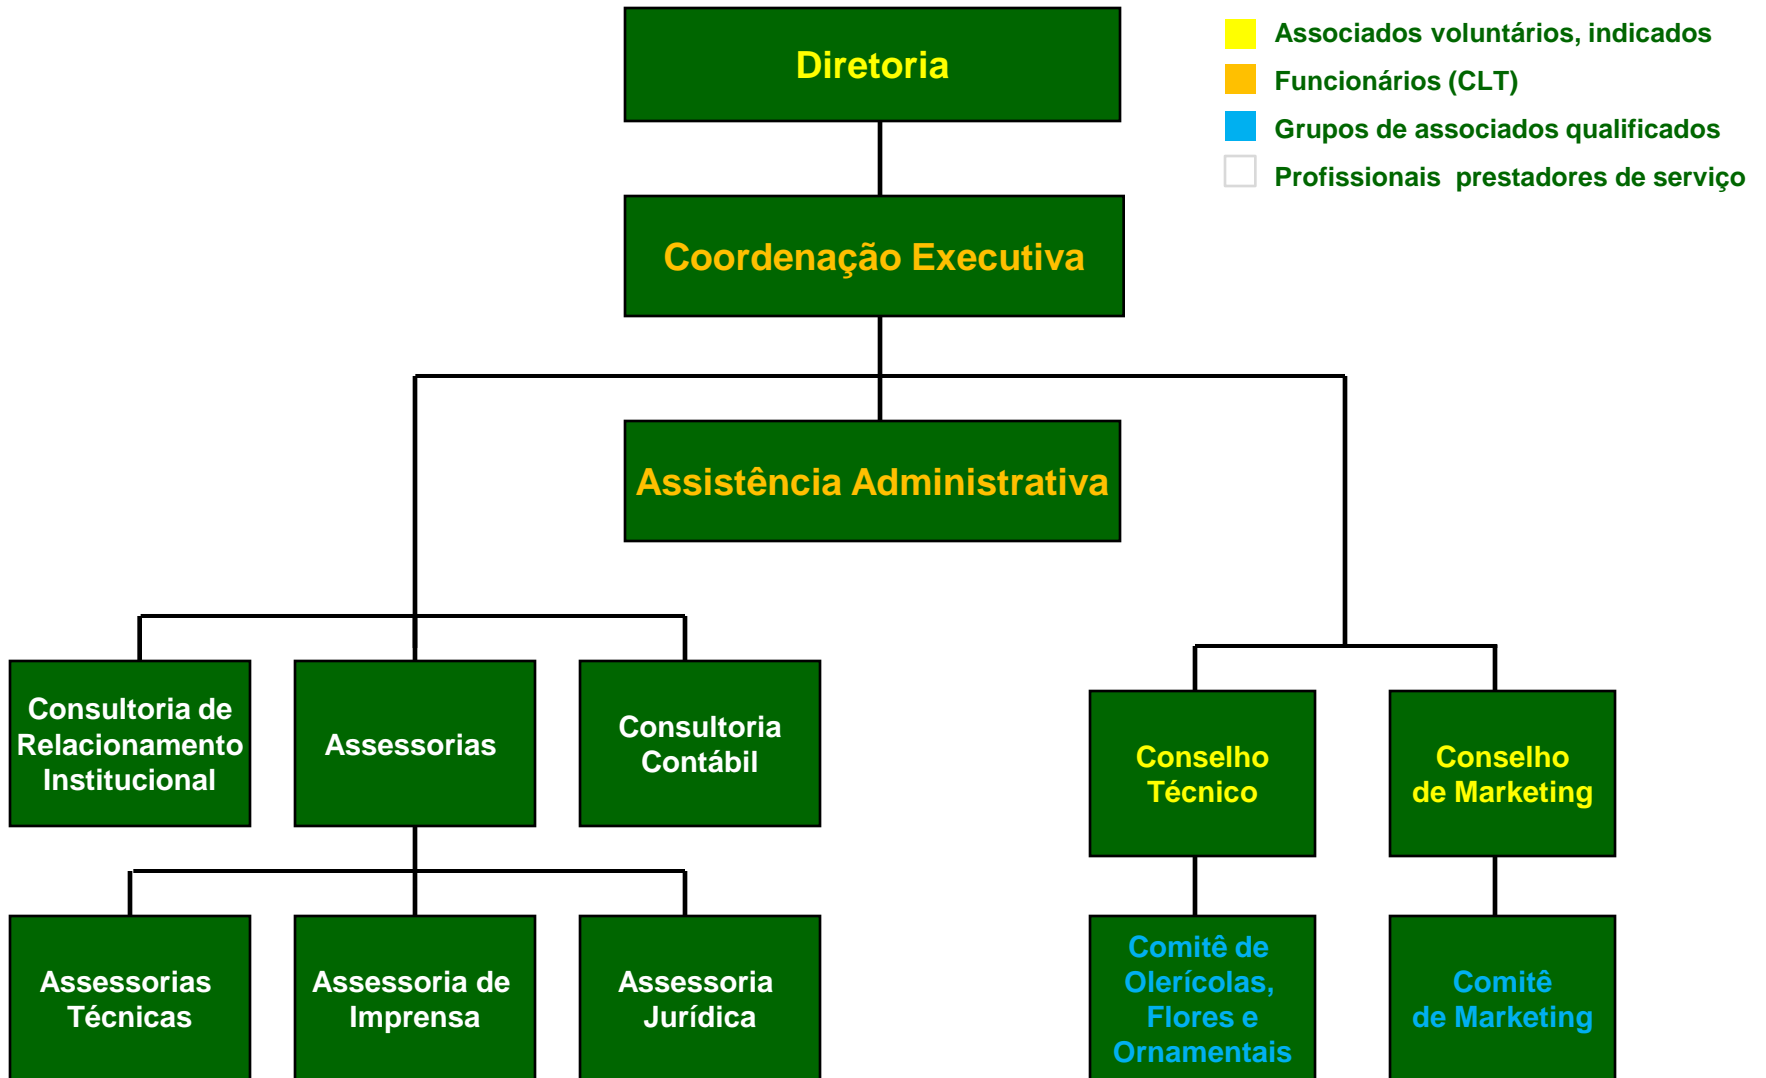 Diretoria
Associados voluntários, indicados
Funcionários (CLT)
Grupos de associados qualificados
Profissionais prestadores de serviço
Coordenação Executiva
Assistência Administrativa
Consultoria de
Relacionamento
Institucional
Assessorias
Consultoria
Contábil
Conselho
Técnico
Conselho
de Marketing
Assessorias
Técnicas
Assessoria de
Imprensa
Assessoria
Jurídica
Comitê de
Olerícolas,
Flores e
Ornamentais
Comitê
de Marketing